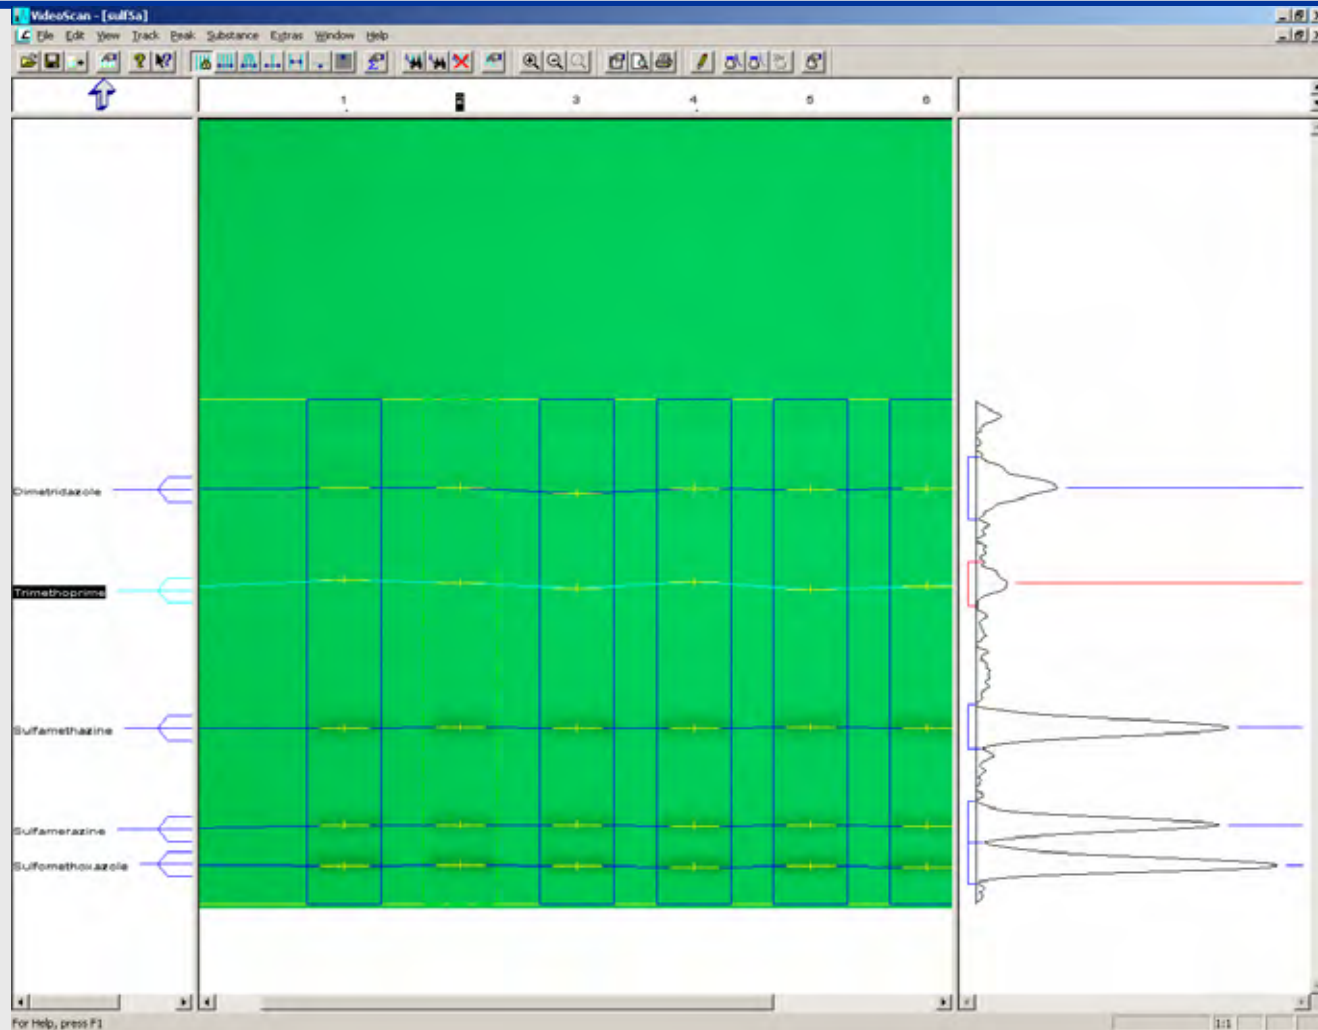 VideoScan - [sulf5a]
File Edit View Track Peak Substance Extras Window Help
1 2 3 4 5 6
Dimetridazole
Trimethoprime
Sulfamethazine
Sulfamerazine
Sulfomethoxazole
For Help, press F1
1:1